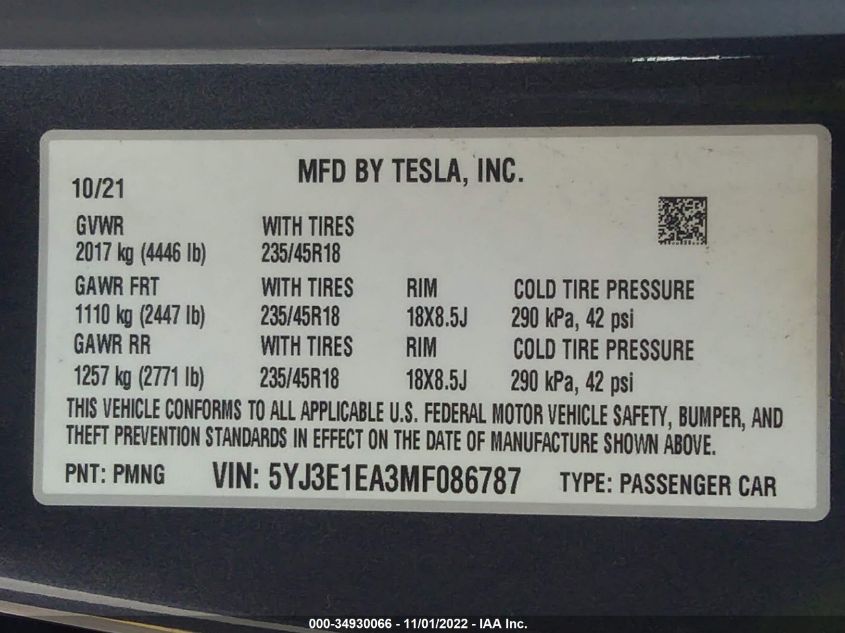 MFD BY TESLA, INC.
10/21
GVWR WITH TIRES
2017 kg (4446 lb) 235/45R18
GAWR FRT WITH TIRES RIM COLD TIRE PRESSURE
1110 kg (2447 lb) 235/45R18 18X8.5J 290 kPa, 42 psi
GAWR RR WITH TIRES RIM COLD TIRE PRESSURE
1257 kg (2771 lb) 235/45R18 18X8.5J 290 kPa, 42 psi
THIS VEHICLE CONFORMS TO ALL APPLICABLE U.S. FEDERAL MOTOR VEHICLE SAFETY, BUMPER, AND
THEFT PREVENTION STANDARDS IN EFFECT ON THE DATE OF MANUFACTURE SHOWN ABOVE.
PNT: PMNG VIN: 5YJ3E1EA3MF086787 TYPE: PASSENGER CAR
000-34930066 - 11/01/2022 - IAA Inc.